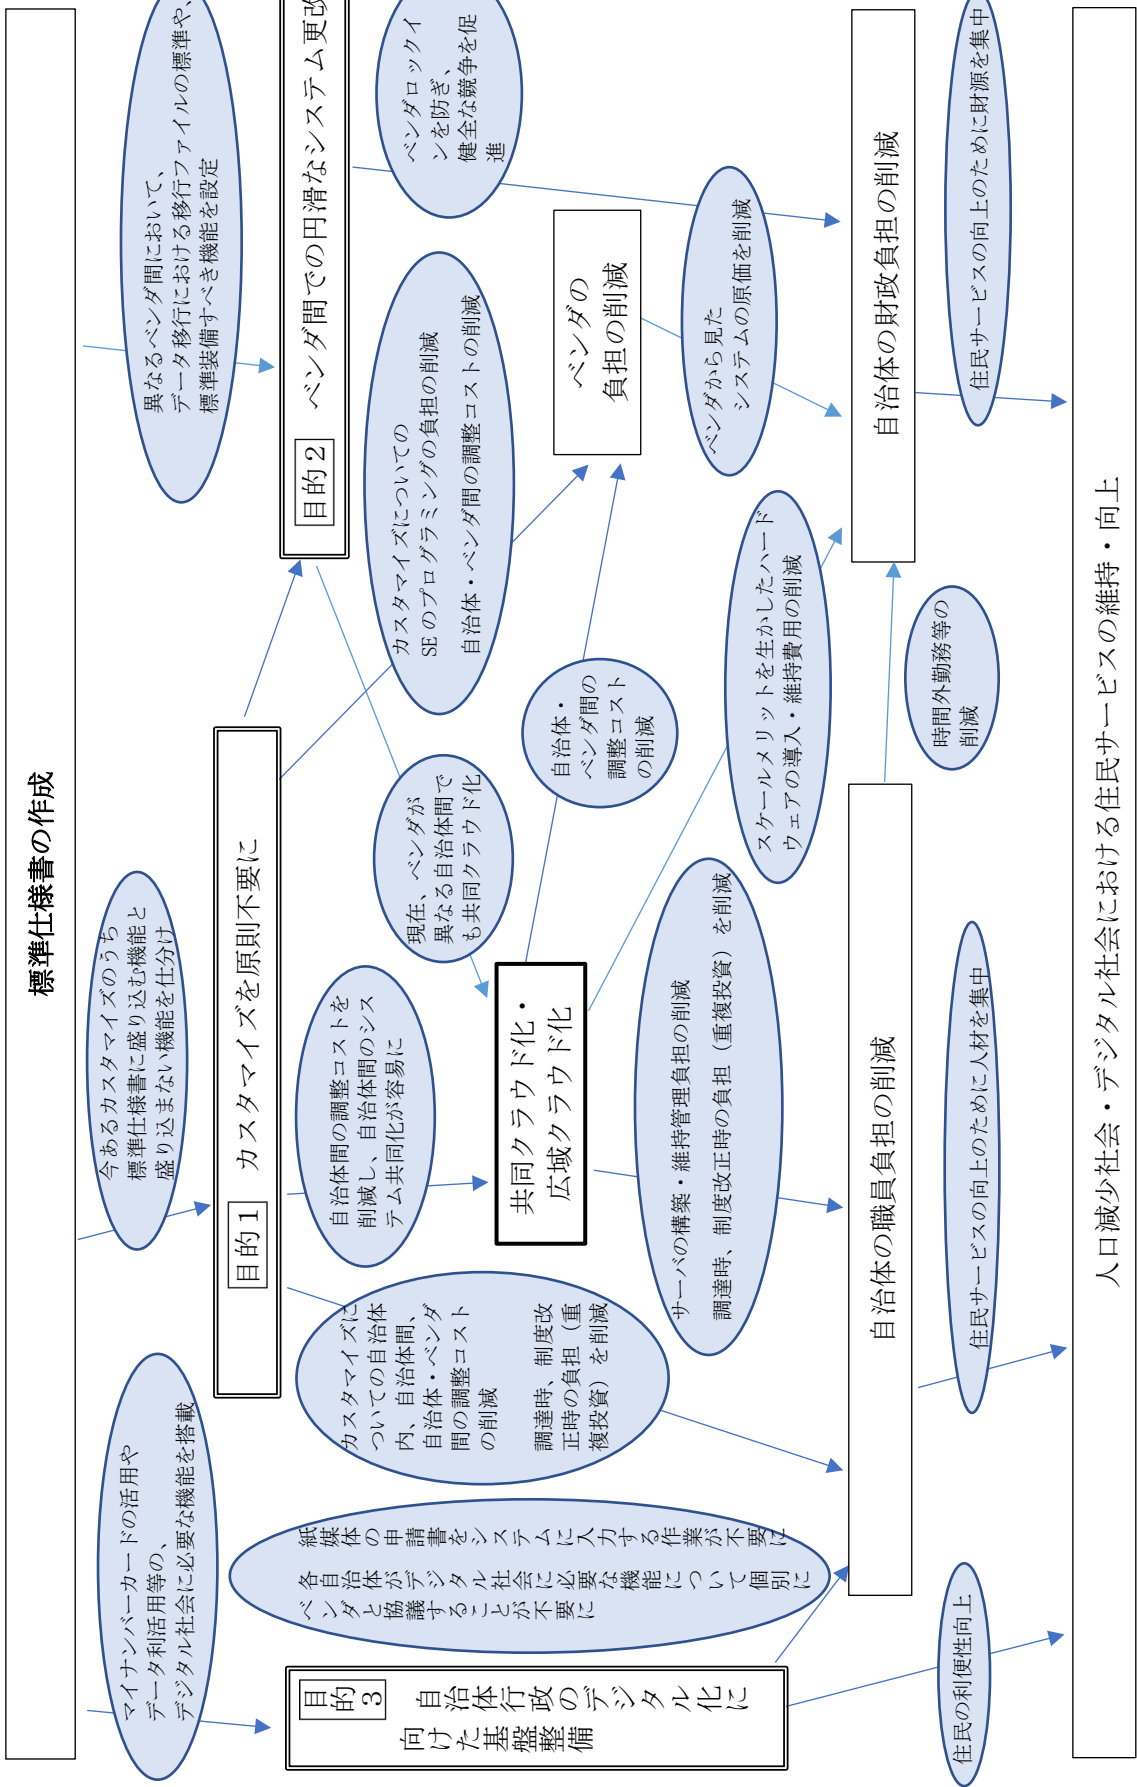 標準仕様書の作成
マイナンバーカードの活用や
データ利活用等の、
デジタル社会に必要な機能を搭載
今あるカスタマイズのうち
標準仕様書に盛り込む機能と
盛り込まない機能を仕分け
異なるベンダ間において、
データ移行における移行ファイルの標準や、
標準装備すべき機能を設定
目的1 カスタマイズを原則不要に
目的2 ベンダ間での円滑なシステム更改
目的3 自治体行政のデジタル化に
向けた基盤整備
紙媒体の申請書をシステムに入力する作業が不要に
各自治体がデジタル社会に必要な機能について個別に
ベンダと協議することが不要に
カスタマイズに
ついての自治体
内、自治体間、
自治体・ベンダ
間の調整コスト
の削減
調達時、制度改
正時の負担（重
複投資）を削減
自治体間の調整コストを
削減し、自治体間のシス
テム共同化が容易に
現在、ベンダが
異なる自治体間で
も共同クラウド化
カスタマイズについての
SEのプログラミングの負担の削減
自治体・ベンダ間の調整コストの削減
ベンダロックイ
ンを防ぎ、
健全な競争を促
進
共同クラウド化・
広域クラウド化
自治体・
ベンダ間の
調整コスト
の削減
ベンダの
負担の削減
サーバの構築・維持管理負担の削減
調達時、制度改正時の負担（重複投資）を削減
スケールメリットを生かしたハード
ウェアの導入・維持費用の削減
ベンダから見た
システムの原価を削減
自治体の職員負担の削減
自治体の財政負担の削減
時間外勤務等の
削減
住民の利便性向上
住民サービスの向上のために人材を集中
住民サービスの向上のために財源を集中
人口減少社会・デジタル社会における住民サービスの維持・向上